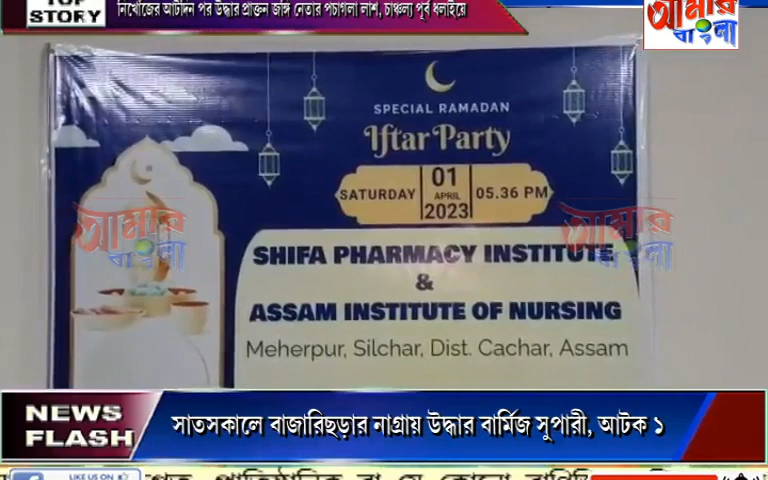 TOP
STORY
নিখোঁজের আটদিন পর উদ্ধার প্রাক্তন জঙ্গি নেতার পচাগলা লাশ, চাঞ্চল্য পূর্ব ধলাইয়ে
আমার
বাংলা
SPECIAL RAMADAN
Iftar Party
SATURDAY
01
APRIL
2023
05.36 PM
আমার
বাংলা
আমার
বাংলা
SHIFA PHARMACY INSTITUTE
&
ASSAM INSTITUTE OF NURSING
Meherpur, Silchar, Dist. Cachar, Assam
NEWS
FLASH
সাতসকালে বাজারিছড়ার নাগ্রায় উদ্ধার বার্মিজ সুপারী, আটক ১
LIKE US ON